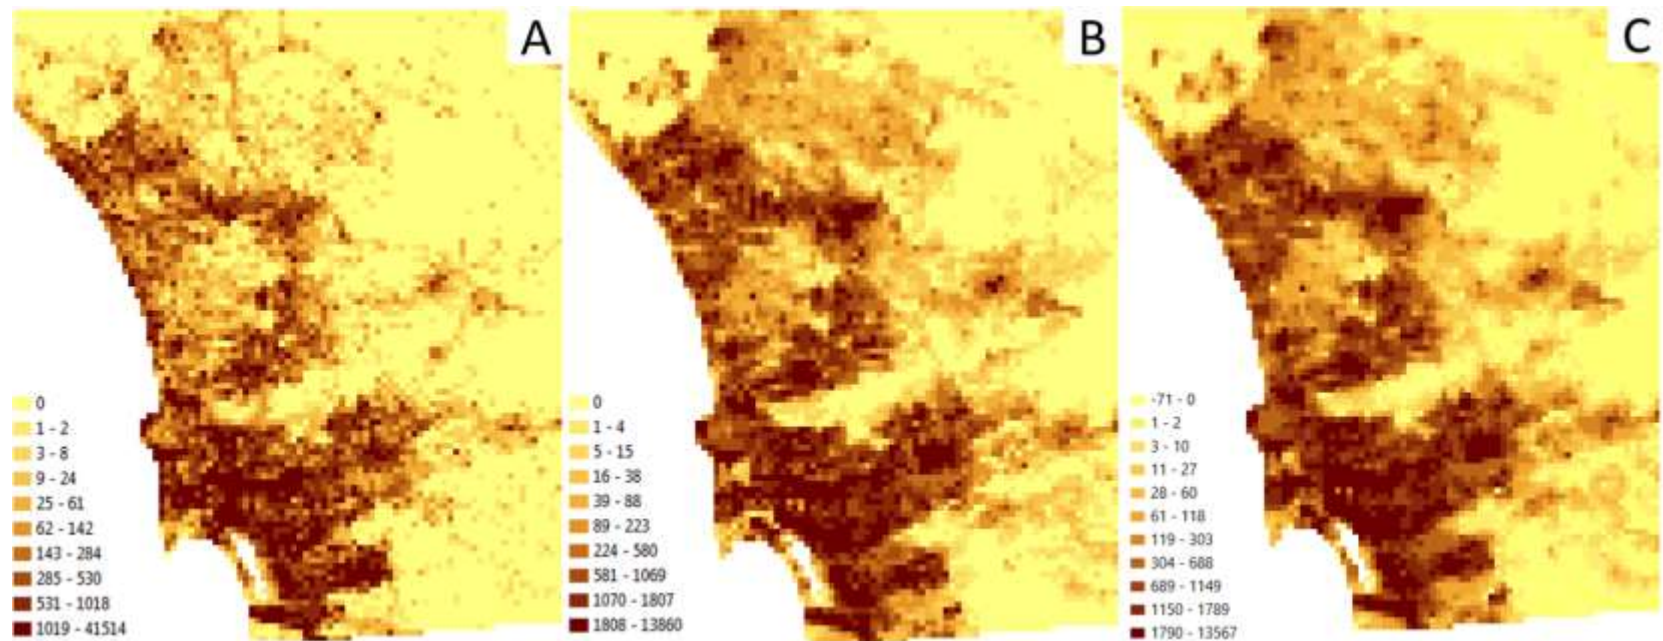 A
0
1 - 2
3 - 8
9 - 24
25 - 61
62 - 142
143 - 284
285 - 530
531 - 1018
1019 - 41514
B
0
1 - 4
5 - 15
16 - 38
39 - 88
89 - 223
224 - 580
581 - 1069
1070 - 1807
1808 - 13860
C
-71 - 0
1 - 2
3 - 10
11 - 27
28 - 60
61 - 118
119 - 303
304 - 688
689 - 1149
1150 - 1789
1790 - 13567